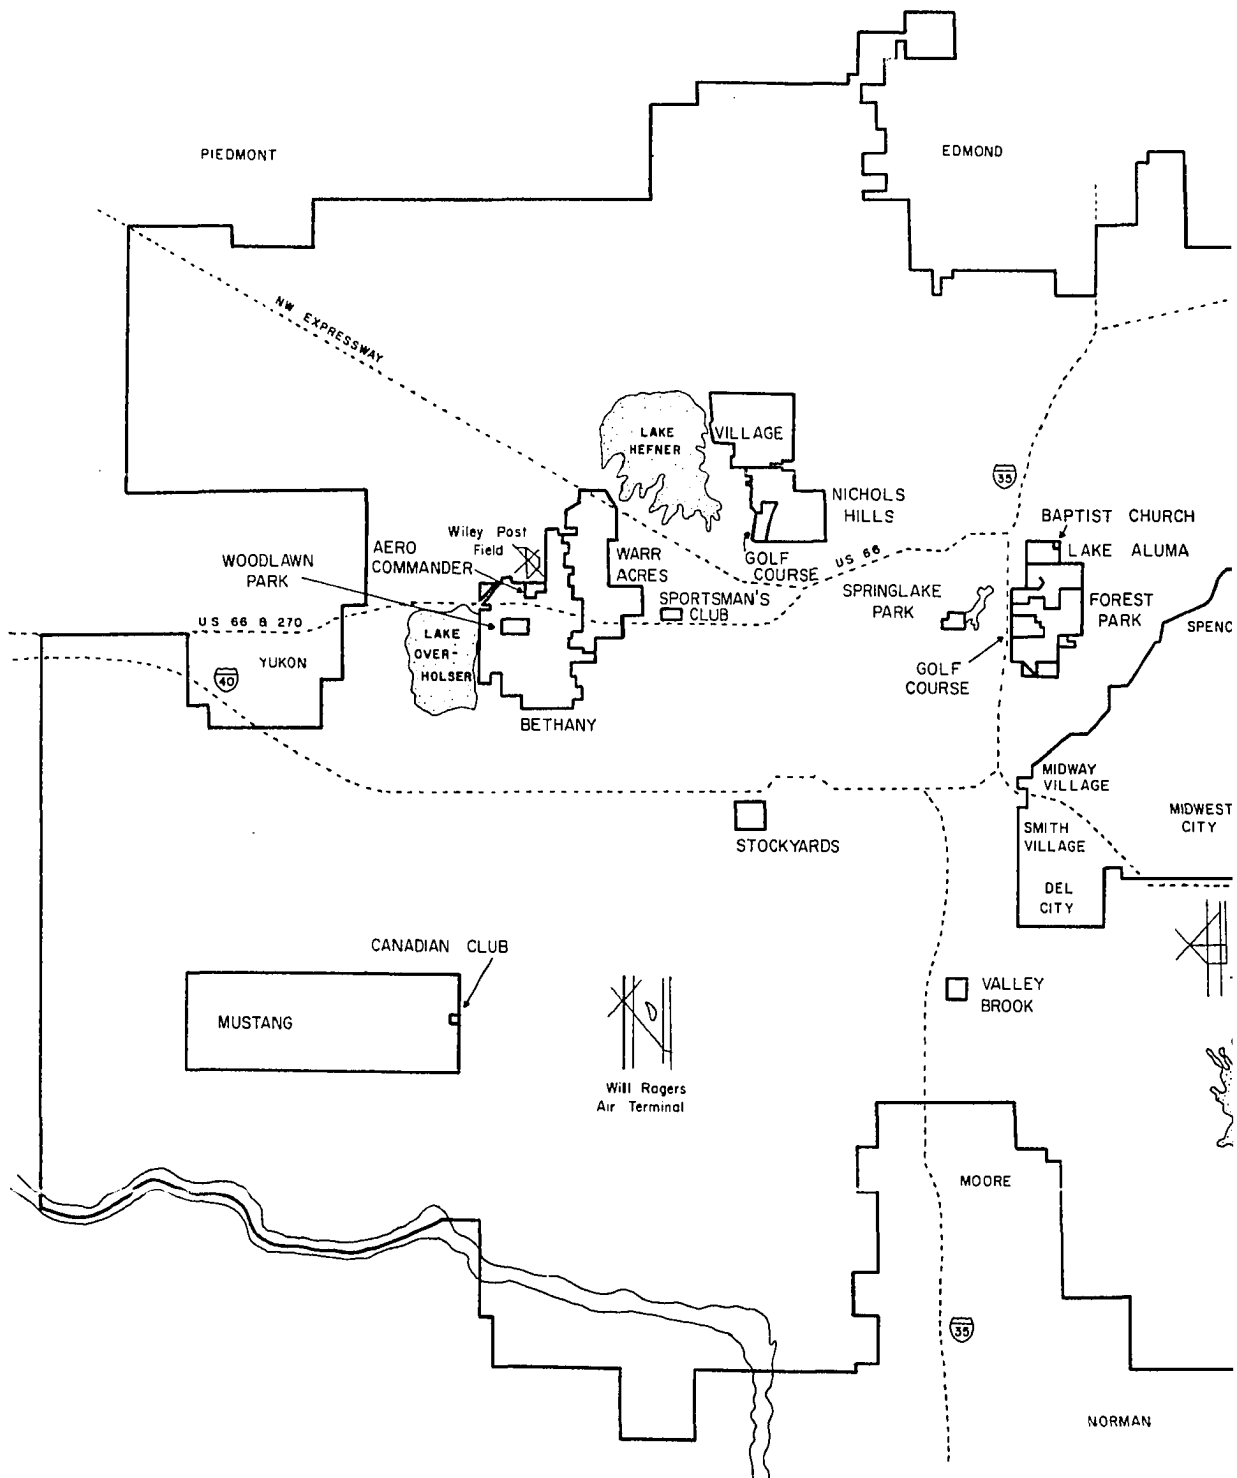 PIEDMONT
EDMOND
NW EXPRESSWAY
LAKE
HEFNER
VILLAGE
35
NICHOLS
HILLS
BAPTIST CHURCH
Wiley Post
Field
AERO
COMMANDER
WOODLAWN
PARK
WARR
ACRES
GOLF
COURSE
US 66
LAKE ALUMA
SPORTSMAN'S
CLUB
SPRINGLAKE
PARK
FOREST
PARK
SPENC
US 66 & 270
YUKON
40
LAKE
OVER-
HOLSER
GOLF
COURSE
BETHANY
MIDWAY
VILLAGE
MIDWEST
CITY
STOCKYARDS
SMITH
VILLAGE
DEL
CITY
CANADIAN CLUB
MUSTANG
VALLEY
BROOK
Will Rogers
Air Terminal
MOORE
35
NORMAN